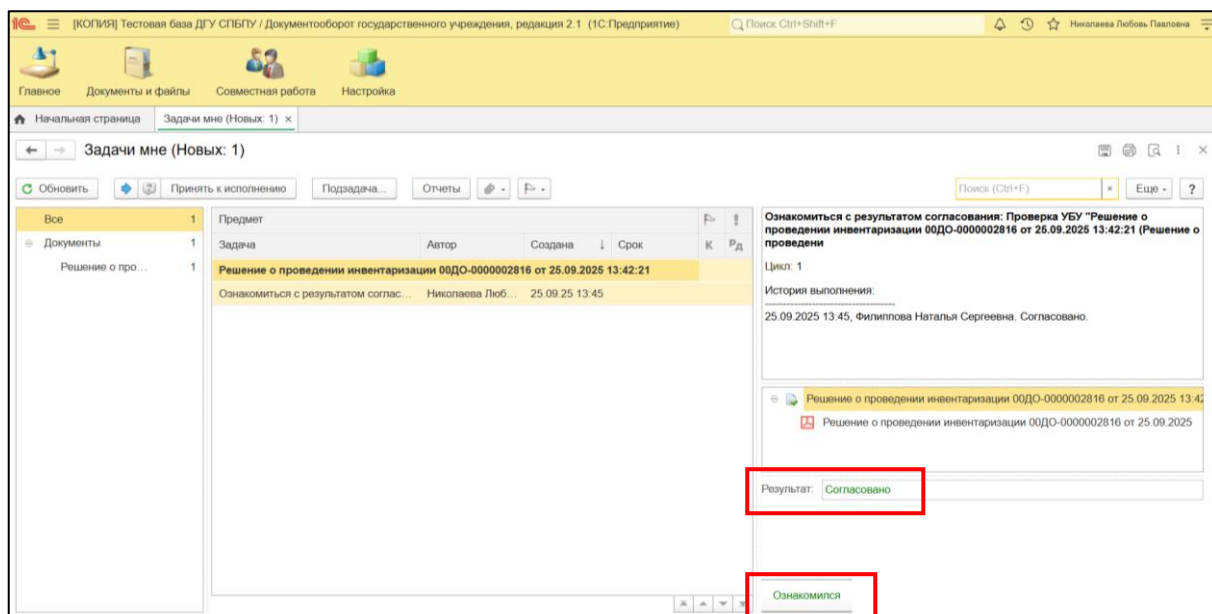 [КОПИЯ] Тестовая база ДГУ СПБПУ / Документооборот государственного учреждения, редакция 2.1 (1С:Предприятие)
Поиск Ctrl+Shift+F
Николаева Любовь Павловна
Главное
Документы и файлы
Совместная работа
Настройка
Начальная страница
Задачи мне (Новых: 1) ×
Задачи мне (Новых: 1)
Обновить
Принять к исполнению
Подзадача...
Отчеты
Поиск (Ctrl+F)
×
Еще
?
Все 1
Документы 1
Решение о про... 1
Предмет
Задача Автор Создана ↓ Срок К РД
Решение о проведении инвентаризации 00ДО-0000002816 от 25.09.2025 13:42:21
Ознакомиться с результатом соглас... Николаева Люб... 25.09.25 13:45
Ознакомиться с результатом согласования: Проверка УБУ "Решение о
проведении инвентаризации 00ДО-0000002816 от 25.09.2025 13:42:21 (Решение о
проведени
Цикл: 1
История выполнения:
------------------------------------
25.09.2025 13:45, Филиппова Наталья Сергеевна. Согласовано.
Решение о проведении инвентаризации 00ДО-0000002816 от 25.09.2025 13:42
Решение о проведении инвентаризации 00ДО-0000002816 от 25.09.2025
Результат: Согласовано
Ознакомился